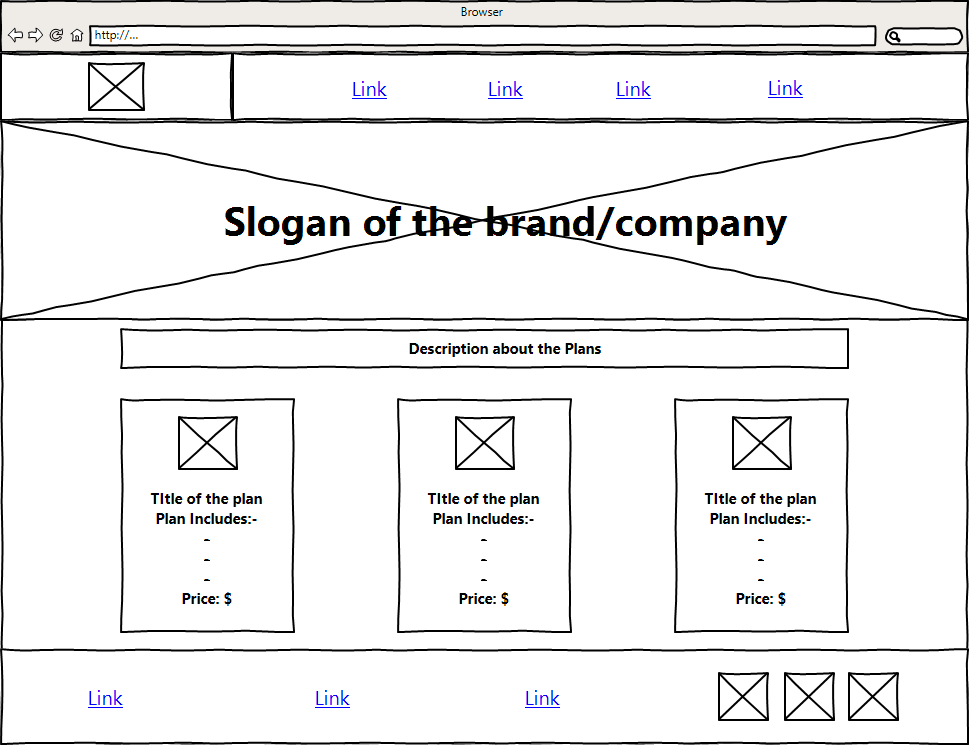 Browser
http://...
Link Link Link Link
Slogan of the brand/company
Description about the Plans
TItle of the plan
Plan Includes:-
-
-
-
Price: $
TItle of the plan
Plan Includes:-
-
-
-
Price: $
TItle of the plan
Plan Includes:-
-
-
-
Price: $
Link Link Link